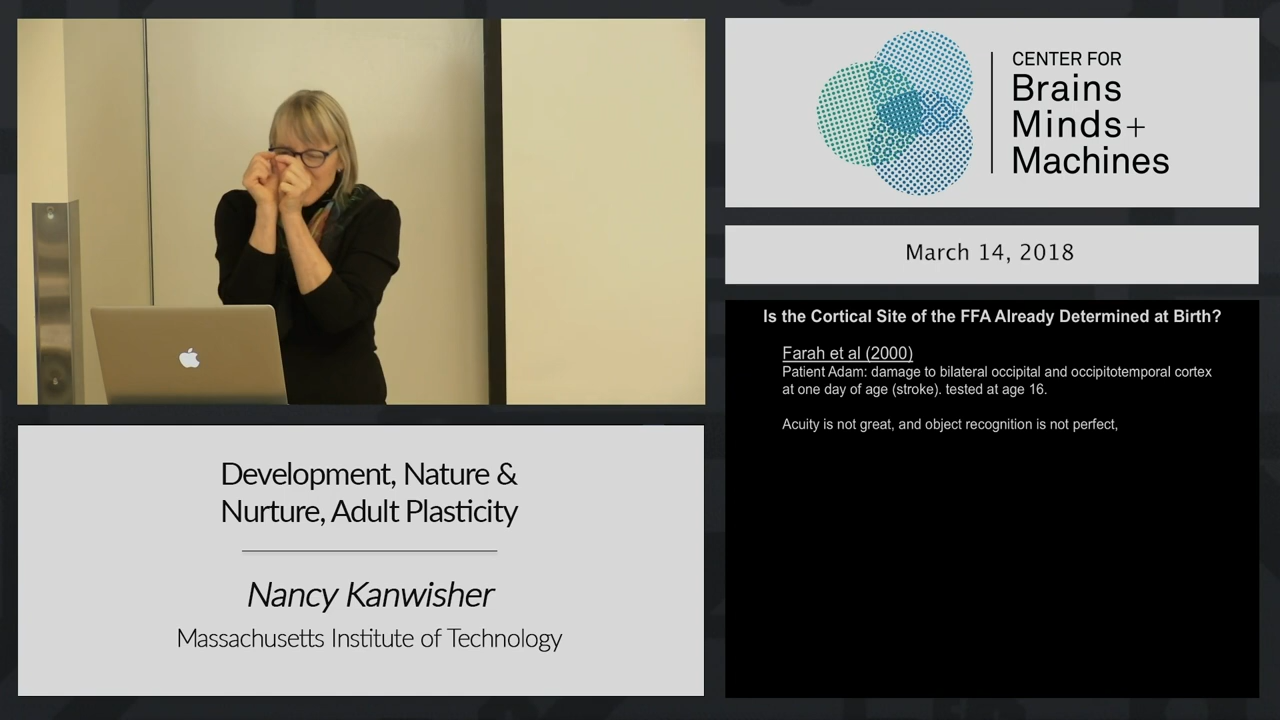 CENTER FOR
Brains
Minds+
Machines
March 14, 2018
Is the Cortical Site of the FFA Already Determined at Birth?
Farah et al (2000)
Patient Adam: damage to bilateral occipital and occipitotemporal cortex
at one day of age (stroke). tested at age 16.
Acuity is not great, and object recognition is not perfect,
Development, Nature &
Nurture, Adult Plasticity
Nancy Kanwisher
Massachusetts Institute of Technology